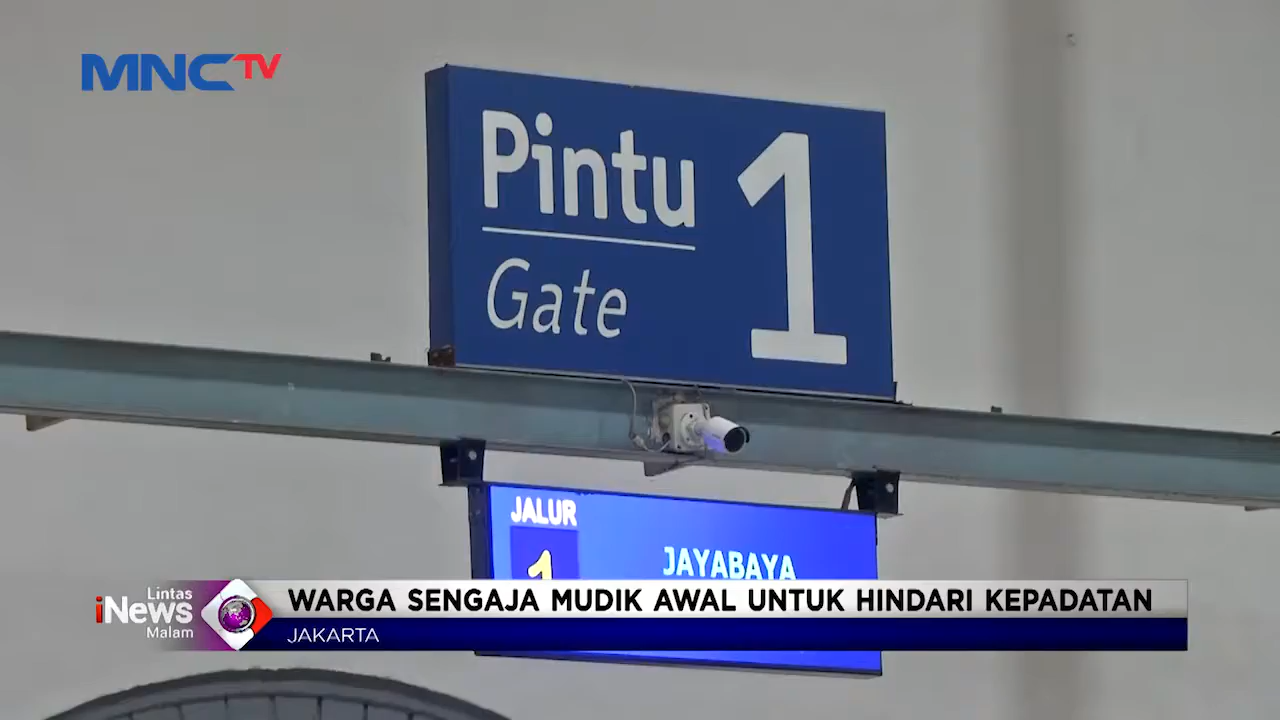 MNCTV
Pintu
1
Gate
JALUR
1
JAYABAYA
Lintas
iNews
Malam
WARGA SENGAJA MUDIK AWAL UNTUK HINDARI KEPADATAN
JAKARTA